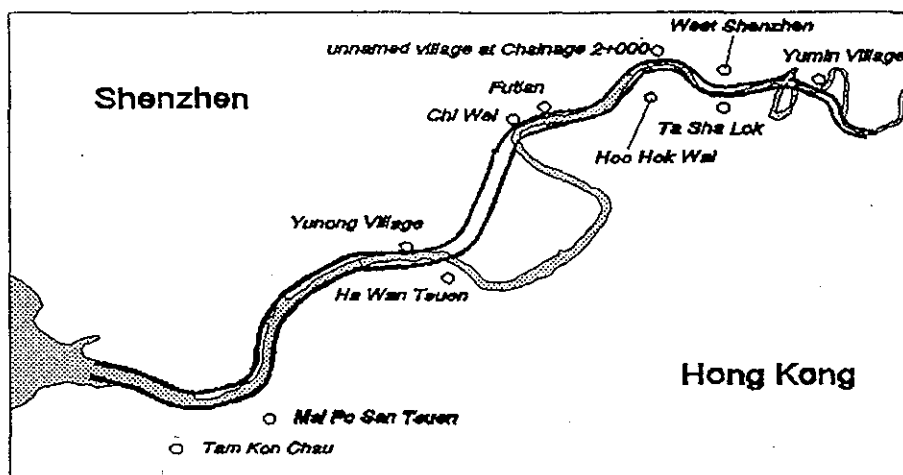 West Shenzhen
unnamed village at Chainage 2+000
Yumin Village
Shenzhen
Futian
Chi Wai
Ta Sha Lok
Hoo Hok Wai
Yunong Village
Ha Wan Tsuen
Hong Kong
Mai Po San Tsuen
Tam Kon Chau